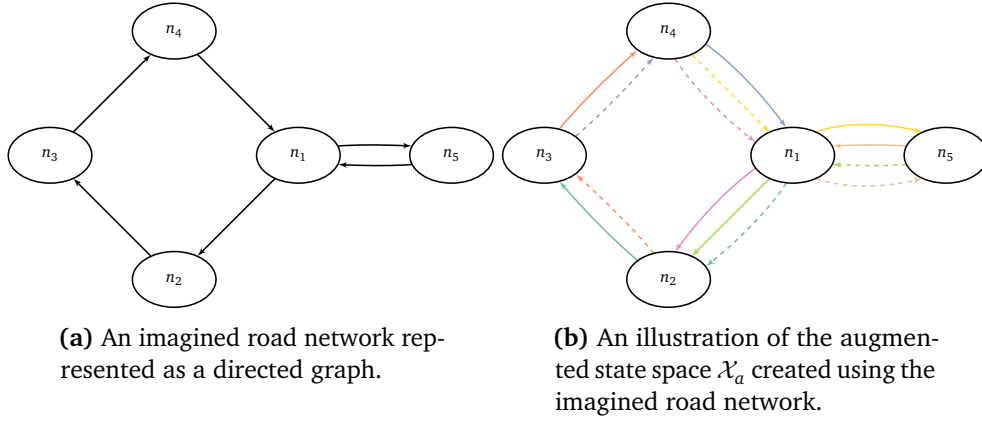 n4
n3
n1
n5
n2
(a) An imagined road network rep-
resented as a directed graph.
n4
n3
n1
n5
n2
(b) An illustration of the augmen-
ted state space 𝒳a created using the
imagined road network.